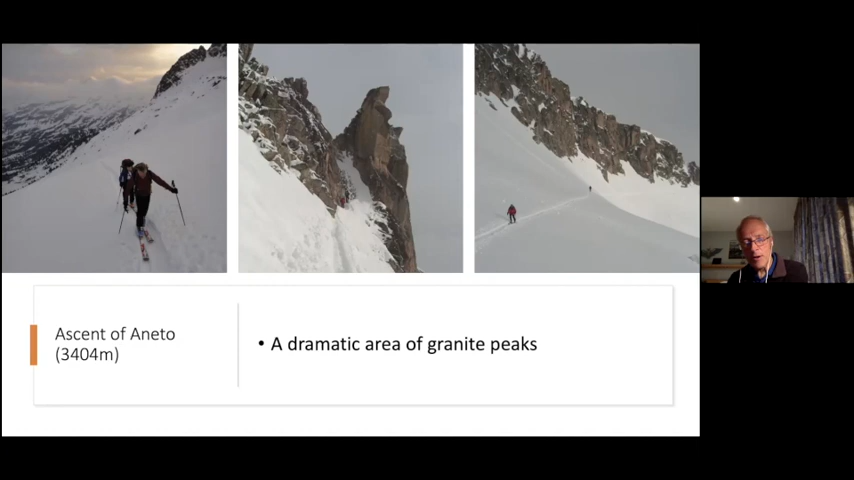 Ascent of Aneto
(3404m)
• A dramatic area of granite peaks